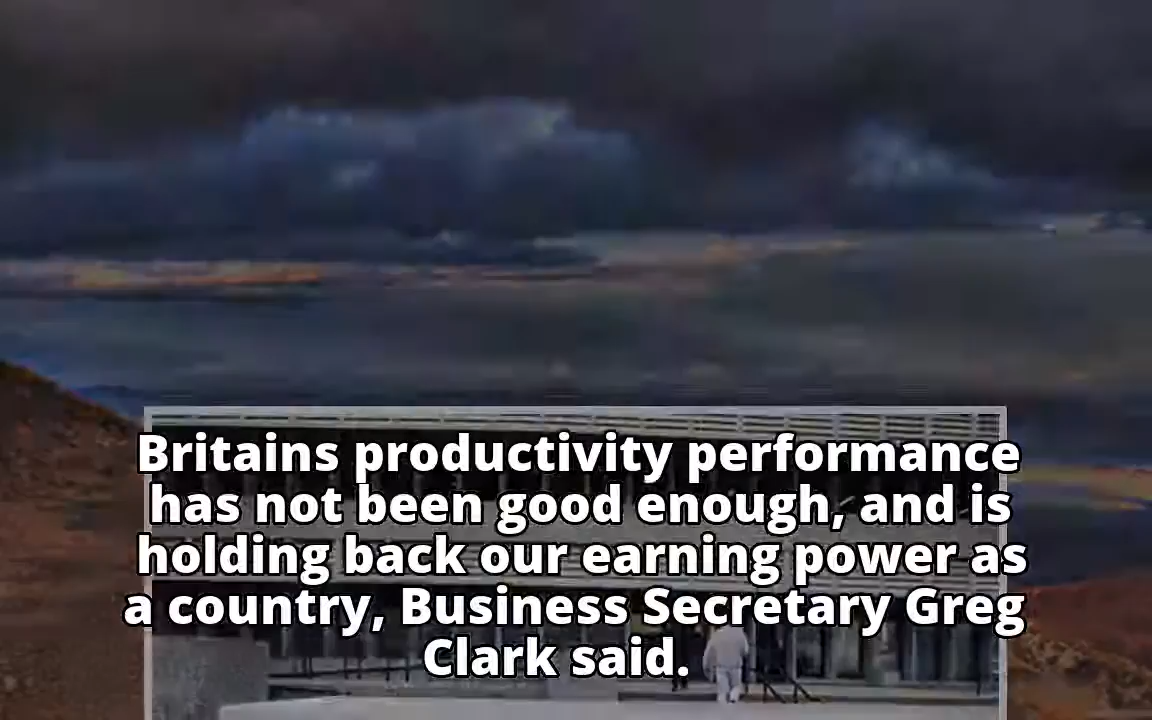 Britains productivity performance
has not been good enough, and is
holding back our earning power as
a country, Business Secretary Greg
Clark said.